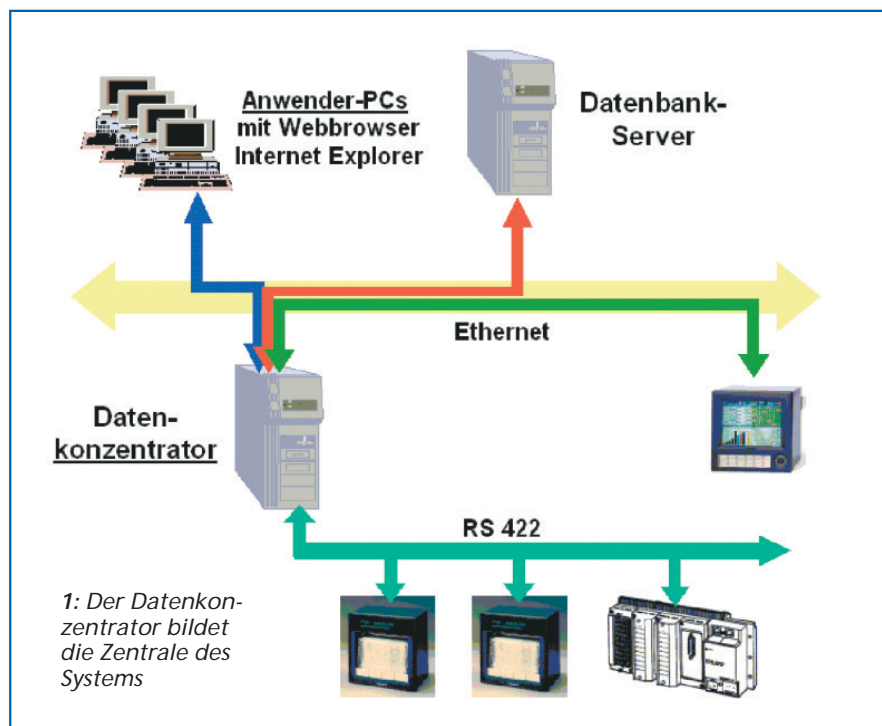 Anwender-PCs
mit Webbrowser
Internet Explorer
Datenbank-
Server
Ethernet
Daten-
konzentrator
RS 422
1: Der Datenkon-
zentrator bildet
die Zentrale des
Systems